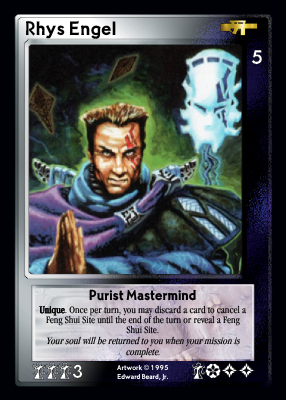 Rhys Engel
5
Purist Mastermind
Unique. Once per turn, you may discard a card to cancel a
Feng Shui Site until the end of the turn or reveal a Feng
Shui Site.
Your soul will be returned to you when your mission is
complete.
3
Artwork © 1995
Edward Beard, Jr.